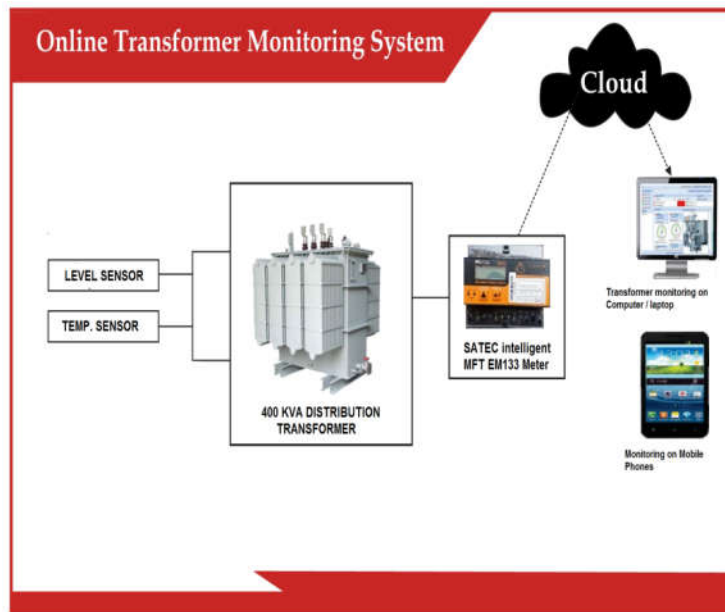 Online Transformer Monitoring System
Cloud
LEVEL SENSOR
TEMP. SENSOR
400 KVA DISTRIBUTION
TRANSFORMER
SATEC intelligent
MFT EM133 Meter
Transformer monitoring on
Computer / laptop
Monitoring on Mobile
Phones